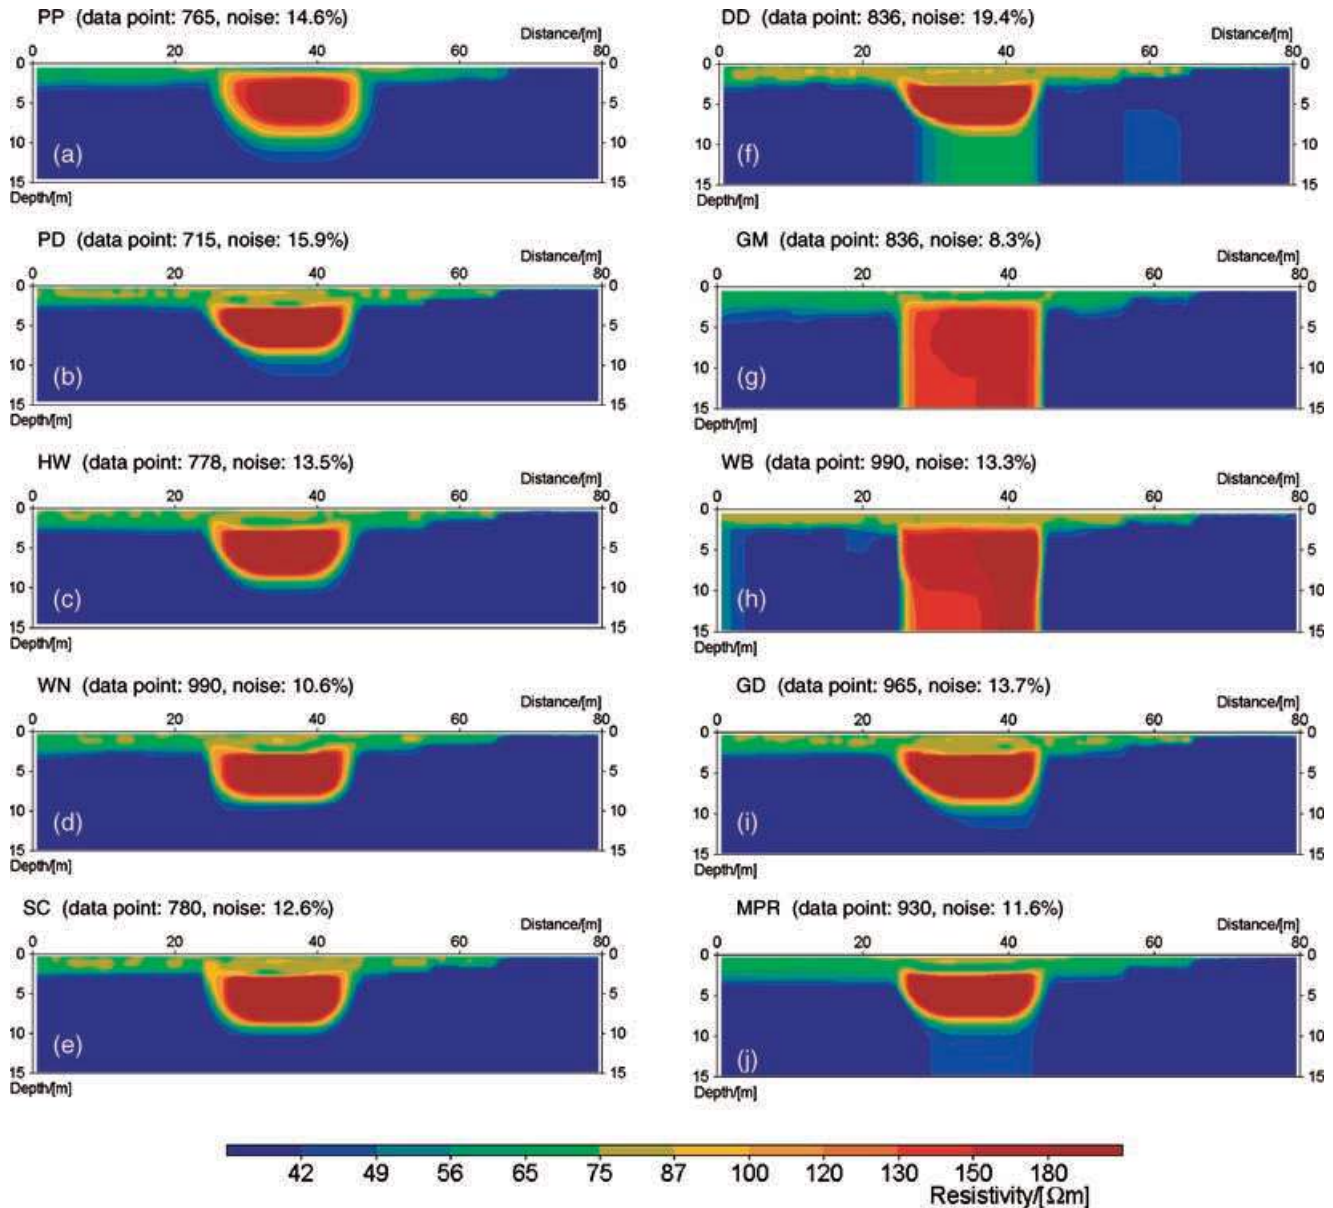 PP (data point: 765, noise: 14.6%)
Distance/[m]
0 20 40 60 80
0 0
5 5
10 10
(a)
15 15
Depth/[m]
PD (data point: 715, noise: 15.9%)
Distance/[m]
0 20 40 60 80
0 0
5 5
10 10
(b)
15 15
Depth/[m]
HW (data point: 778, noise: 13.5%)
Distance/[m]
0 20 40 60 80
0 0
5 5
10 10
(c)
15 15
Depth/[m]
WN (data point: 990, noise: 10.6%)
Distance/[m]
0 20 40 60 80
0 0
5 5
10 10
(d)
15 15
Depth/[m]
SC (data point: 780, noise: 12.6%)
Distance/[m]
0 20 40 60 80
0 0
5 5
10 10
(e)
15 15
Depth/[m]
DD (data point: 836, noise: 19.4%)
Distance/[m]
0 20 40 60 80
0 0
5 5
10 10
(f)
15 15
Depth/[m]
GM (data point: 836, noise: 8.3%)
Distance/[m]
0 20 40 60 80
0 0
5 5
10 10
(g)
15 15
Depth/[m]
WB (data point: 990, noise: 13.3%)
Distance/[m]
0 20 40 60 80
0 0
5 5
10 10
(h)
15 15
Depth/[m]
GD (data point: 965, noise: 13.7%)
Distance/[m]
0 20 40 60 80
0 0
5 5
10 10
(i)
15 15
Depth/[m]
MPR (data point: 930, noise: 11.6%)
Distance/[m]
0 20 40 60 80
0 0
5 5
10 10
(j)
15 15
Depth/[m]
42 49 56 65 75 87 100 120 130 150 180
Resistivity/[Ωm]